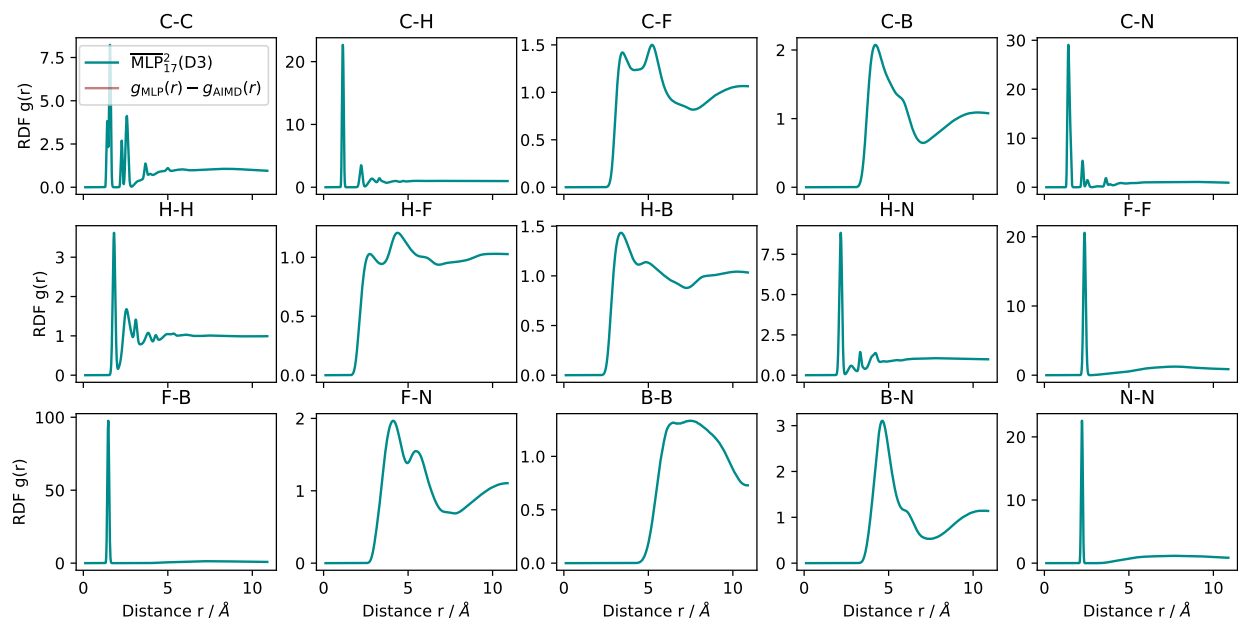 C-C C-H C-F C-B C-N
RDF g(r) 7.5 5.0 2.5 0.0 20 10 0 1.5 1.0 0.5 0.0 2 1 0 30 20 10 0
MLP²₁₇(D3)
g_MLP(r) − g_AIMD(r)
H-H H-F H-B H-N F-F
RDF g(r) 3 2 1 0 1.0 0.5 0.0 1.5 1.0 0.5 0.0 7.5 5.0 2.5 0.0 20 10 0
F-B F-N B-B B-N N-N
RDF g(r) 100 50 0 2 1 0 1.0 0.5 0.0 3 2 1 0 20 10 0
0 5 10 0 5 10 0 5 10 0 5 10 0 5 10
Distance r / Å Distance r / Å Distance r / Å Distance r / Å Distance r / Å